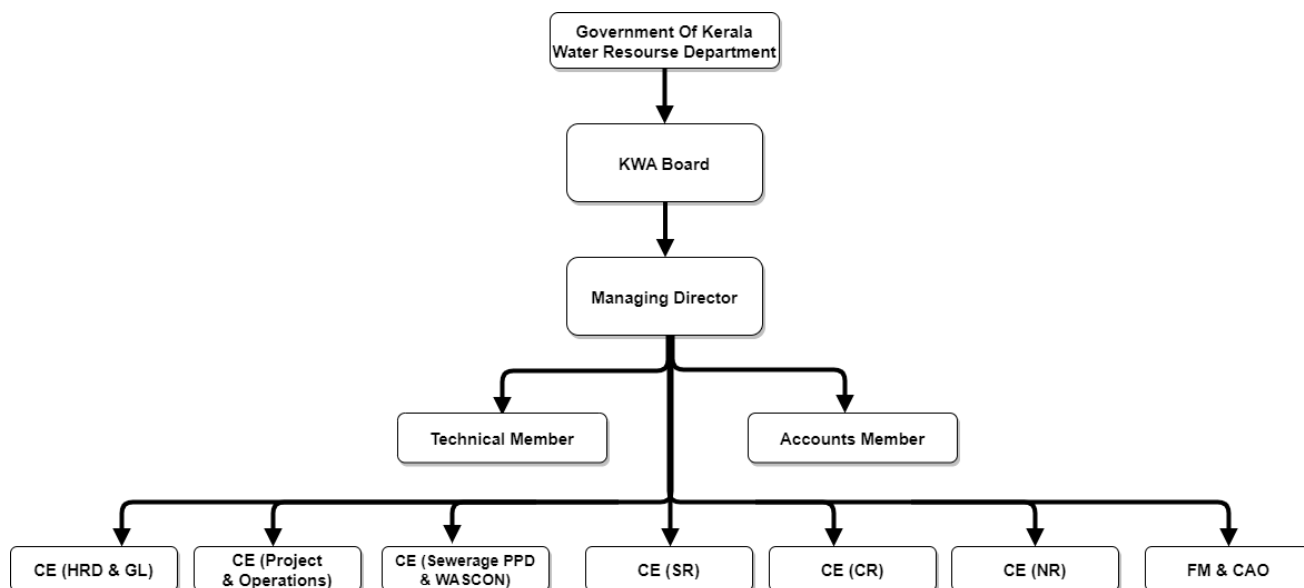 Government Of Kerala
Water Resourse Department
KWA Board
Managing Director
Technical Member
Accounts Member
CE (HRD & GL)
CE (Project
& Operations)
CE (Sewerage PPD
& WASCON)
CE (SR)
CE (CR)
CE (NR)
FM & CAO